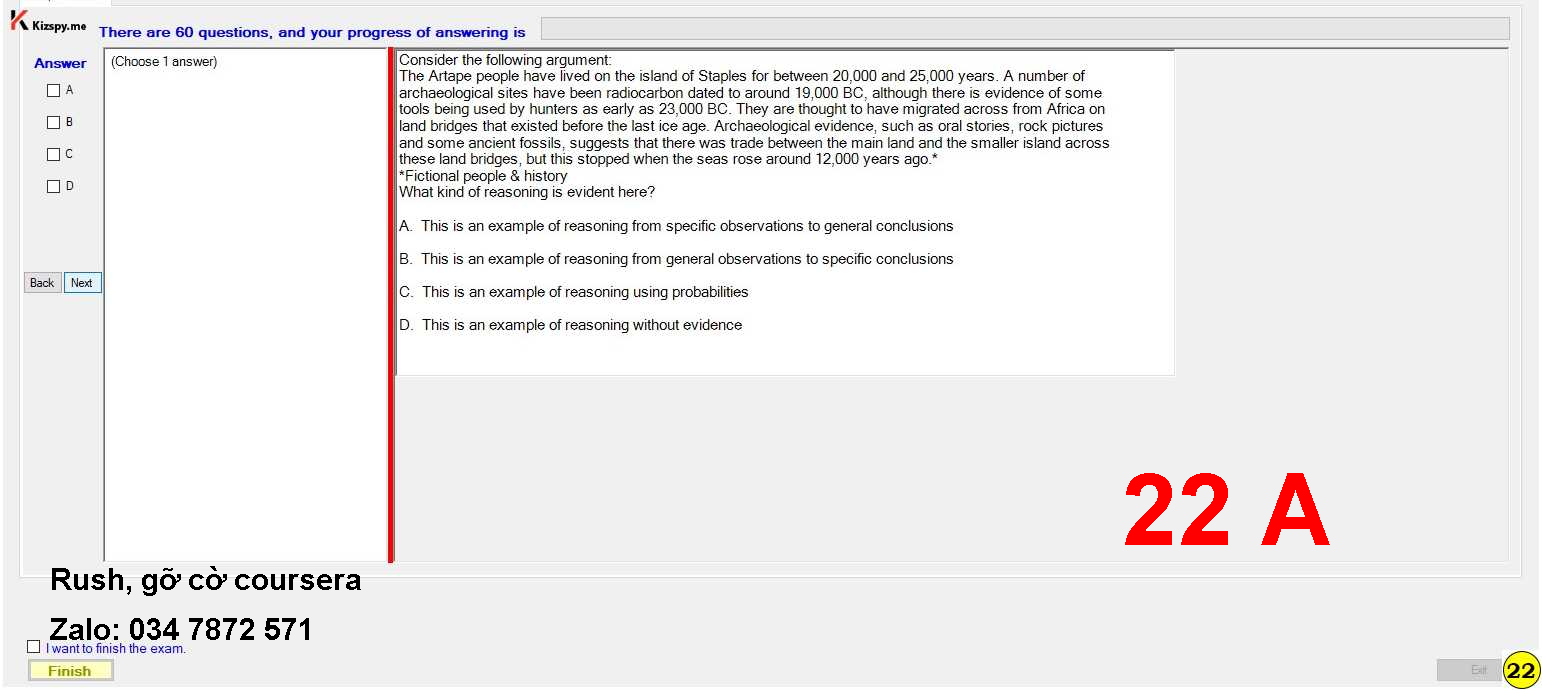 Kizspy.me
There are 60 questions, and your progress of answering is
Answer
A
B
C
D
Back Next
(Choose 1 answer)
Consider the following argument:
The Artape people have lived on the island of Staples for between 20,000 and 25,000 years. A number of
archaeological sites have been radiocarbon dated to around 19,000 BC, although there is evidence of some
tools being used by hunters as early as 23,000 BC. They are thought to have migrated across from Africa on
land bridges that existed before the last ice age. Archaeological evidence, such as oral stories, rock pictures
and some ancient fossils, suggests that there was trade between the main land and the smaller island across
these land bridges, but this stopped when the seas rose around 12,000 years ago.*
*Fictional people & history
What kind of reasoning is evident here?
A. This is an example of reasoning from specific observations to general conclusions
B. This is an example of reasoning from general observations to specific conclusions
C. This is an example of reasoning using probabilities
D. This is an example of reasoning without evidence
22 A
Rush, gỡ cờ coursera
Zalo: 034 7872 571
I want to finish the exam.
Finish
Exit
22